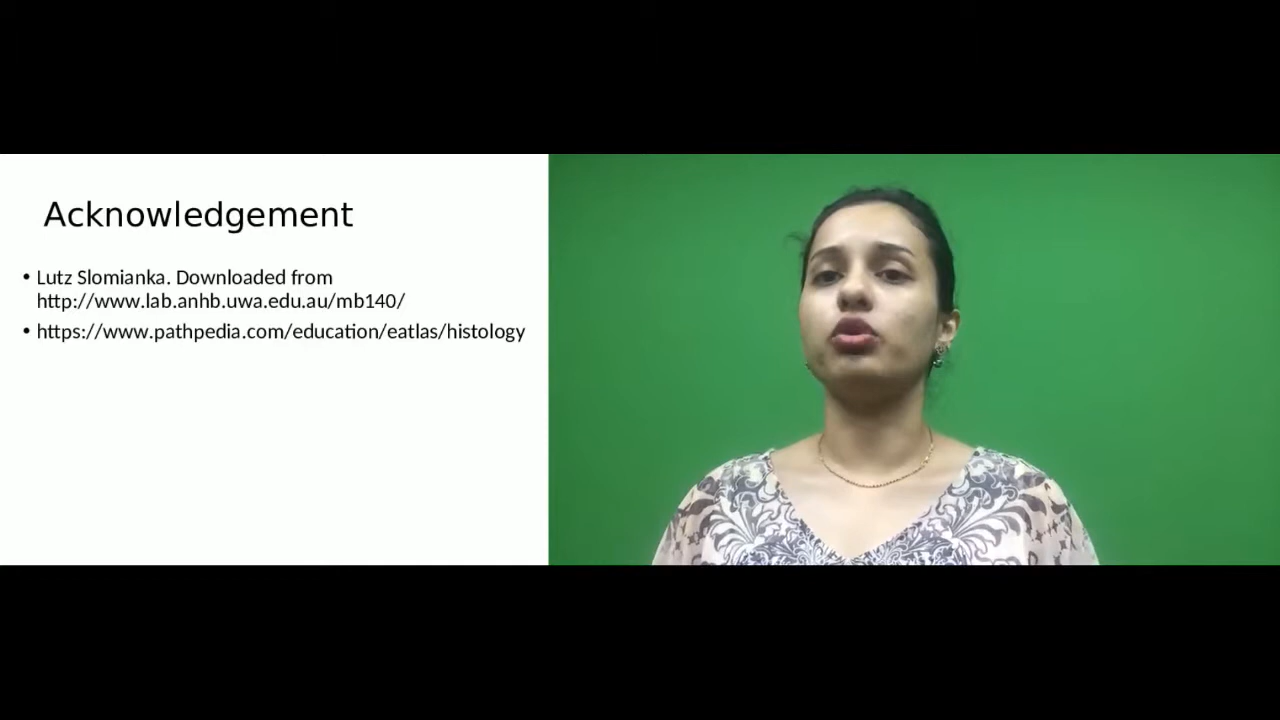 Acknowledgement
• Lutz Slomianka. Downloaded from
http://www.lab.anhb.uwa.edu.au/mb140/
• https://www.pathpedia.com/education/eatlas/histology